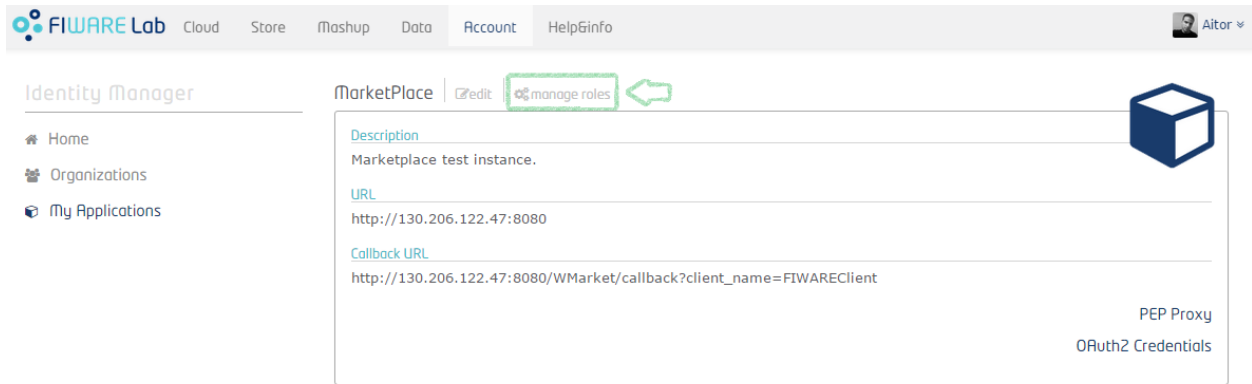 FIWARE Lab Cloud Store Mashup Data Account Help&info Aitor
Identity Manager
Home
Organizations
My Applications
MarketPlace edit manage roles
Description
Marketplace test instance.
URL
http://130.206.122.47:8080
Callback URL
http://130.206.122.47:8080/WMarket/callback?client_name=FIWAREClient
PEP Proxy
OAuth2 Credentials